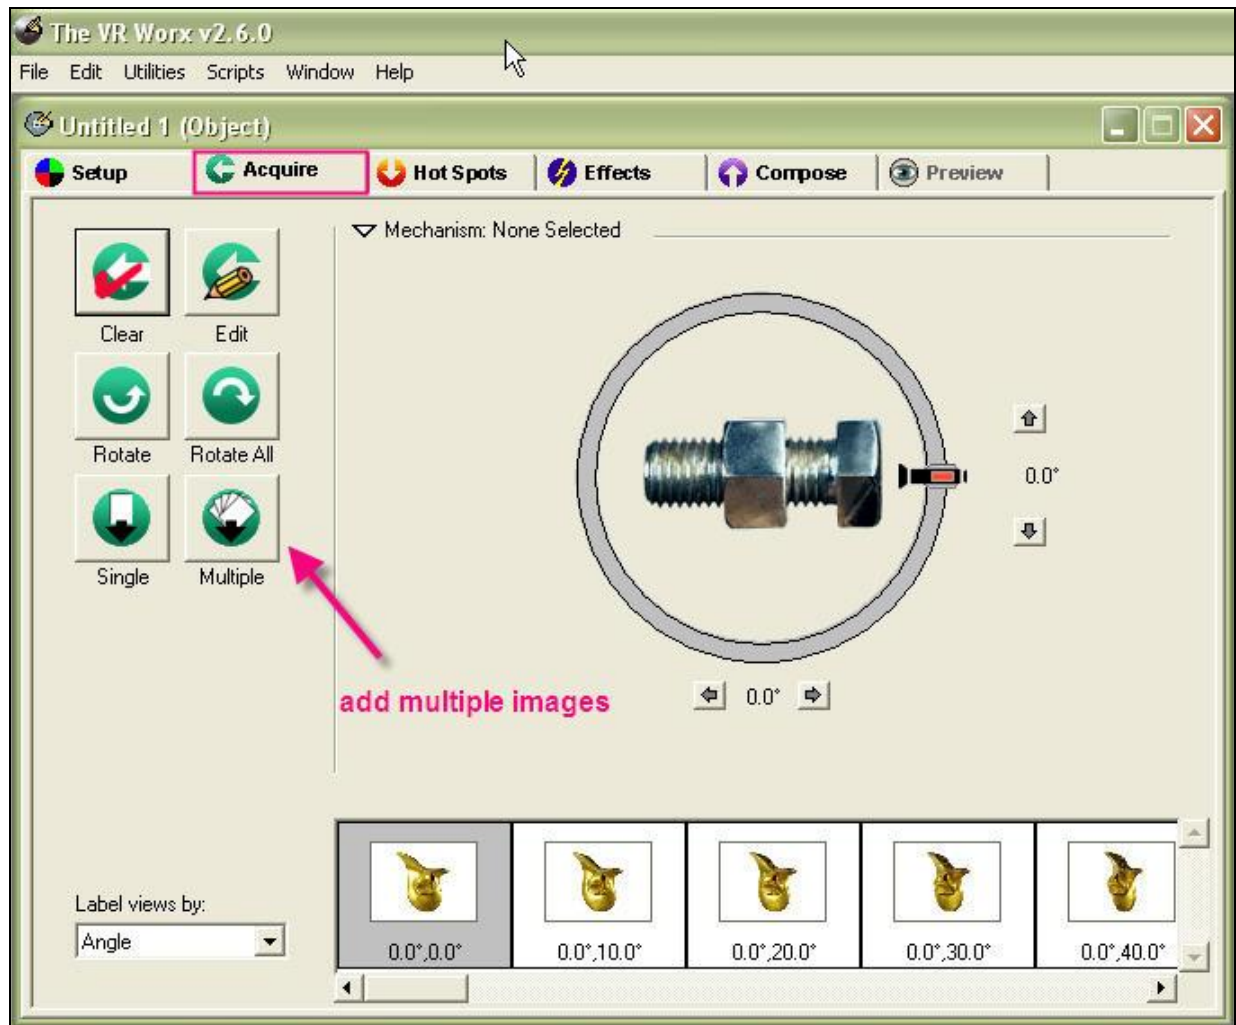 The VR Worx v2.6.0
File Edit Utilities Scripts Window Help
Untitled 1 (Object)
Setup Acquire Hot Spots Effects Compose Preview
Mechanism: None Selected
Clear Edit
Rotate Rotate All
0.0°
Single Multiple
add multiple images
0.0°
Label views by:
Angle
0.0°,0.0° 0.0°,10.0° 0.0°,20.0° 0.0°,30.0° 0.0°,40.0°